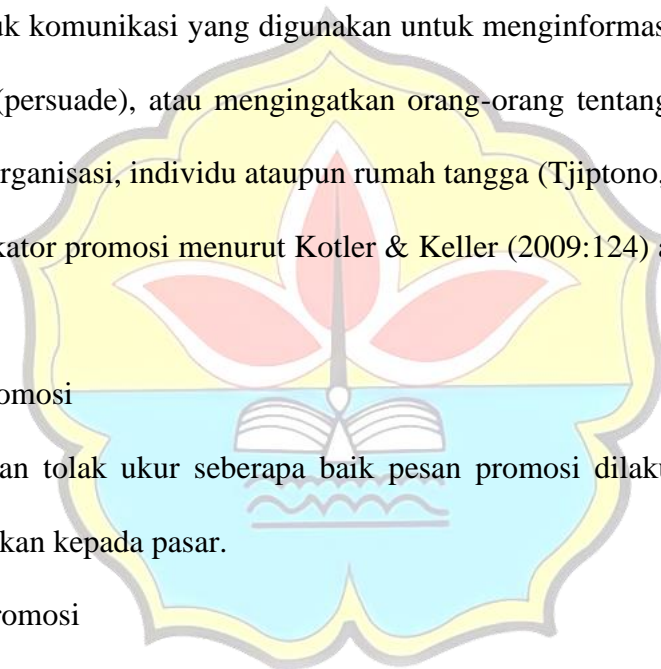 uk komunikasi yang digunakan untuk menginformas
(persuade), atau mengingatkan orang-orang tentang
rganisasi, individu ataupun rumah tangga (Tjiptono,
kator promosi menurut Kotler & Keller (2009:124) a
omosi
an tolak ukur seberapa baik pesan promosi dilaku
kan kepada pasar.
romosi